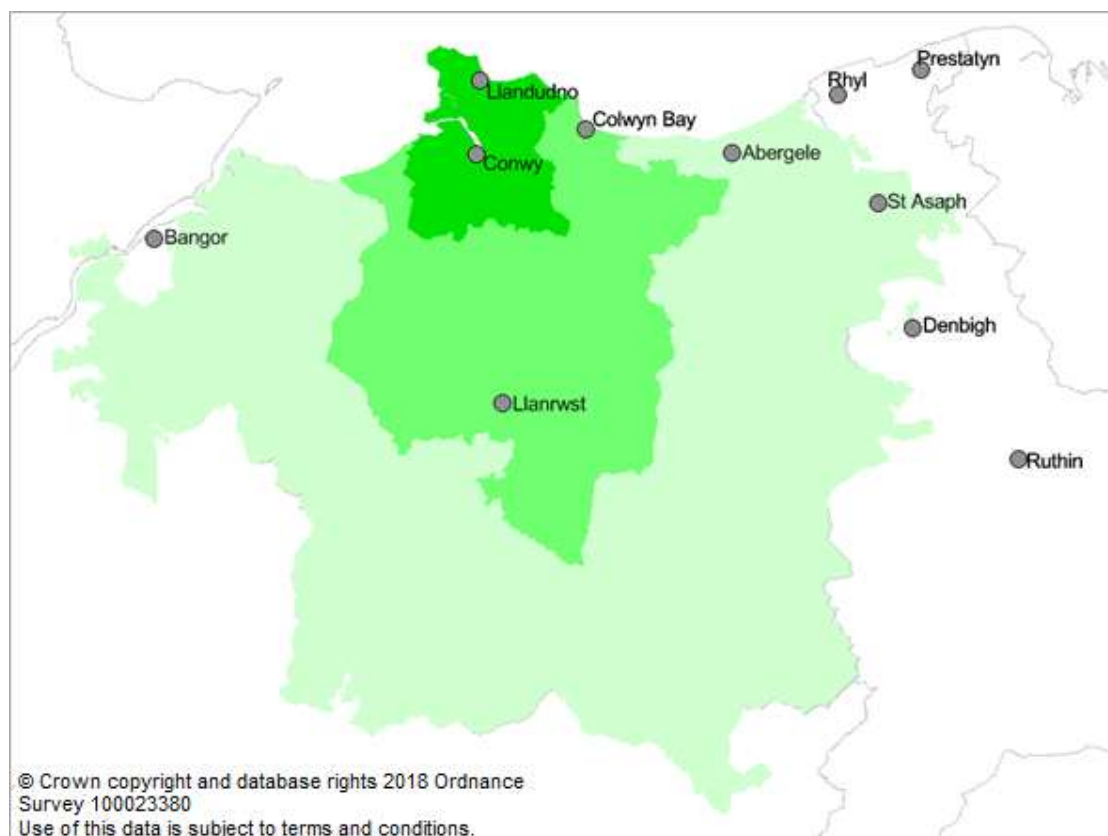 Prestatyn
Rhyl
Llandudno
Colwyn Bay
Conwy
Abergele
St Asaph
Bangor
Denbigh
Llanrwst
Ruthin
© Crown copyright and database rights 2018 Ordnance
Survey 100023380
Use of this data is subject to terms and conditions.